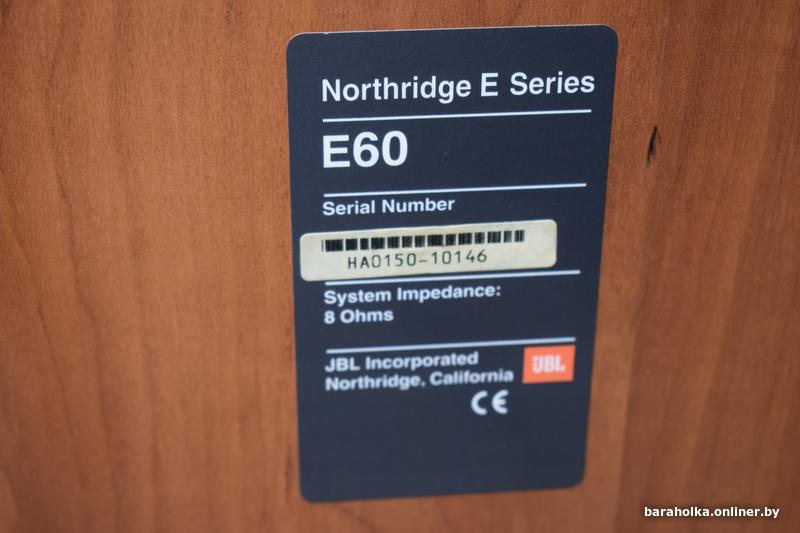 Northridge E Series
E60
Serial Number
HA0150-10146
System Impedance:
8 Ohms
JBL Incorporated
Northridge, California
JBL
CE
baraholka.onliner.by